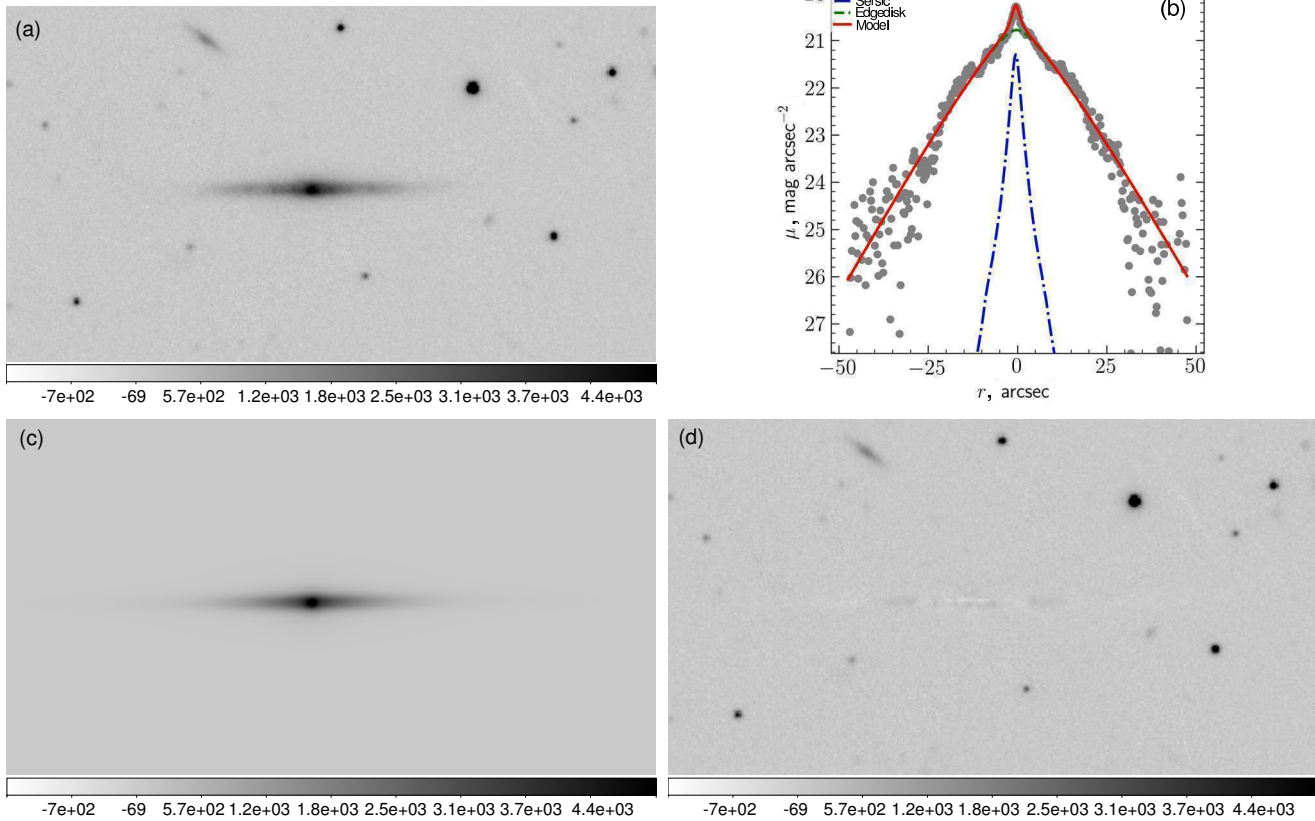 (a)
-7e+02 -69 5.7e+02 1.2e+03 1.8e+03 2.5e+03 3.1e+03 3.7e+03 4.4e+03
Edgedisk
Model
(b)
21
22
23
24
25
26
27
μ, mag arcsec−2
−50 −25 0 25 50
r, arcsec
(c)
-7e+02 -69 5.7e+02 1.2e+03 1.8e+03 2.5e+03 3.1e+03 3.7e+03 4.4e+03
(d)
-7e+02 -69 5.7e+02 1.2e+03 1.8e+03 2.5e+03 3.1e+03 3.7e+03 4.4e+03